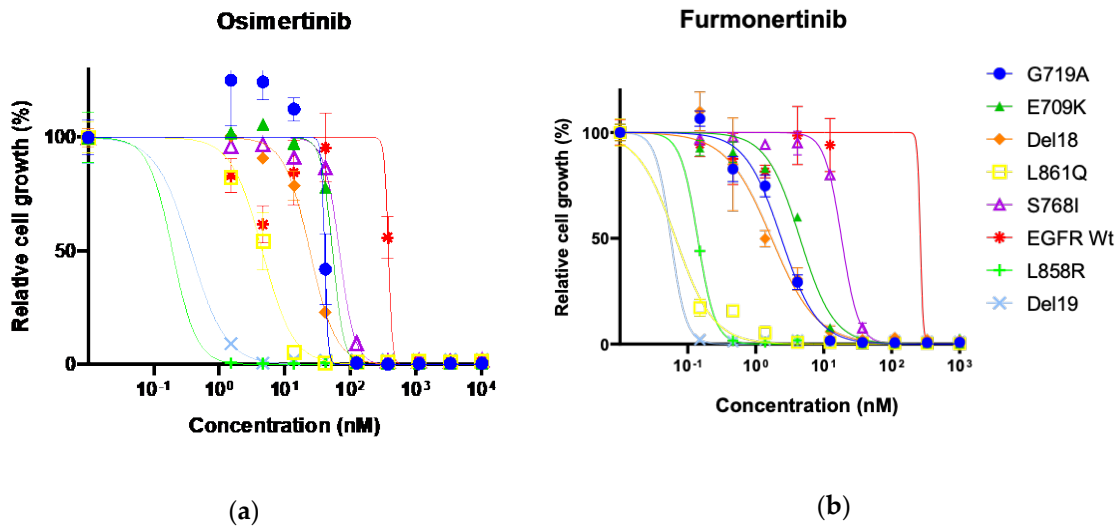 Osimertinib
Relative cell growth (%)
100
50
0
10⁻¹ 10⁰ 10¹ 10² 10³ 10⁴
Concentration (nM)
(a)
Furmonertinib
Relative cell growth (%)
100
50
0
10⁻¹ 10⁰ 10¹ 10² 10³
Concentration (nM)
(b)
G719A
E709K
Del18
L861Q
S768I
EGFR Wt
L858R
Del19